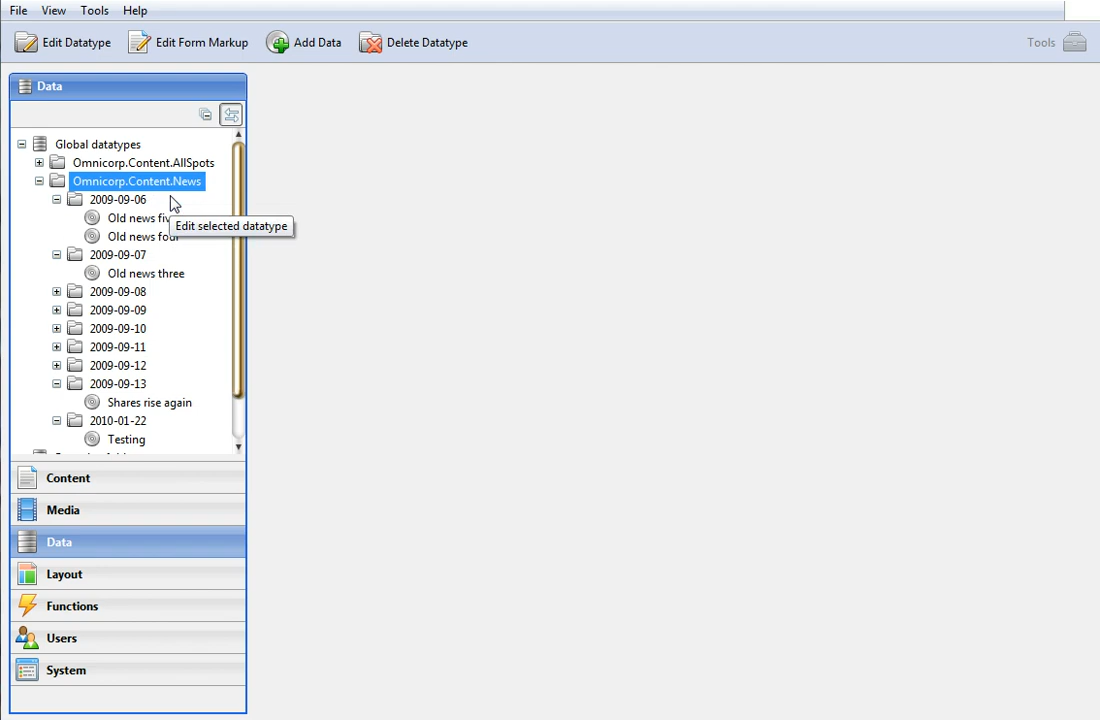 File View Tools Help
Edit Datatype Edit Form Markup Add Data Delete Datatype Tools
Data
Global datatypes
Omnicorp.Content.AllSpots
Omnicorp.Content.News
2009-09-06
Old news
Edit selected datatype
Old news four
2009-09-07
Old news three
2009-09-08
2009-09-09
2009-09-10
2009-09-11
2009-09-12
2009-09-13
Shares rise again
2010-01-22
Testing
Content
Media
Data
Layout
Functions
Users
System